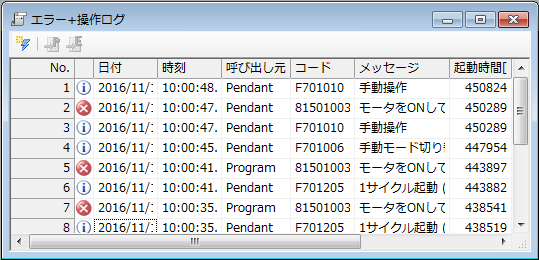 エラー+操作ログ
No. 日付 時刻 呼び出し元 コード メッセージ 起動時間[
1 2016/11/ 10:00:48. Pendant F701010 手動操作 450824
2 2016/11/ 10:00:47. Pendant 81501003 モータをONして 450289
3 2016/11/ 10:00:47. Pendant F701010 手動操作 450289
4 2016/11/ 10:00:45. Pendant F701006 手動モード切り 447954
5 2016/11/ 10:00:41. Program 81501003 モータをONして 443897
6 2016/11/ 10:00:41. Pendant F701205 1サイクル起動 ( 443882
7 2016/11/ 10:00:35. Program 81501003 モータをONして 438541
8 2016/11/ 10:00:35. Pendant F701205 1サイクル起動 ( 438519